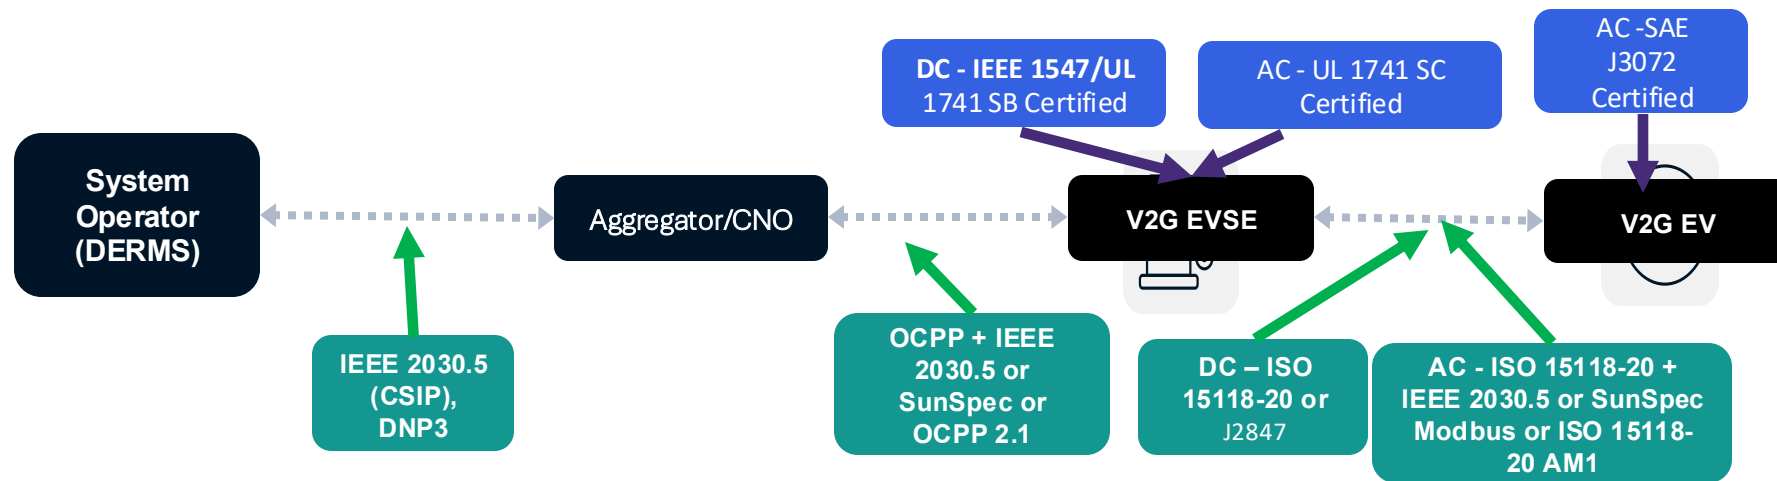 DC - IEEE 1547/UL
1741 SB Certified
AC - UL 1741 SC
Certified
AC -SAE
J3072
Certified
System
Operator
(DERMS)
Aggregator/CNO
V2G EVSE
V2G EV
IEEE 2030.5
(CSIP),
DNP3
OCPP + IEEE
2030.5 or
SunSpec or
OCPP 2.1
DC – ISO
15118-20 or
J2847
AC - ISO 15118-20 +
IEEE 2030.5 or SunSpec
Modbus or ISO 15118-
20 AM1